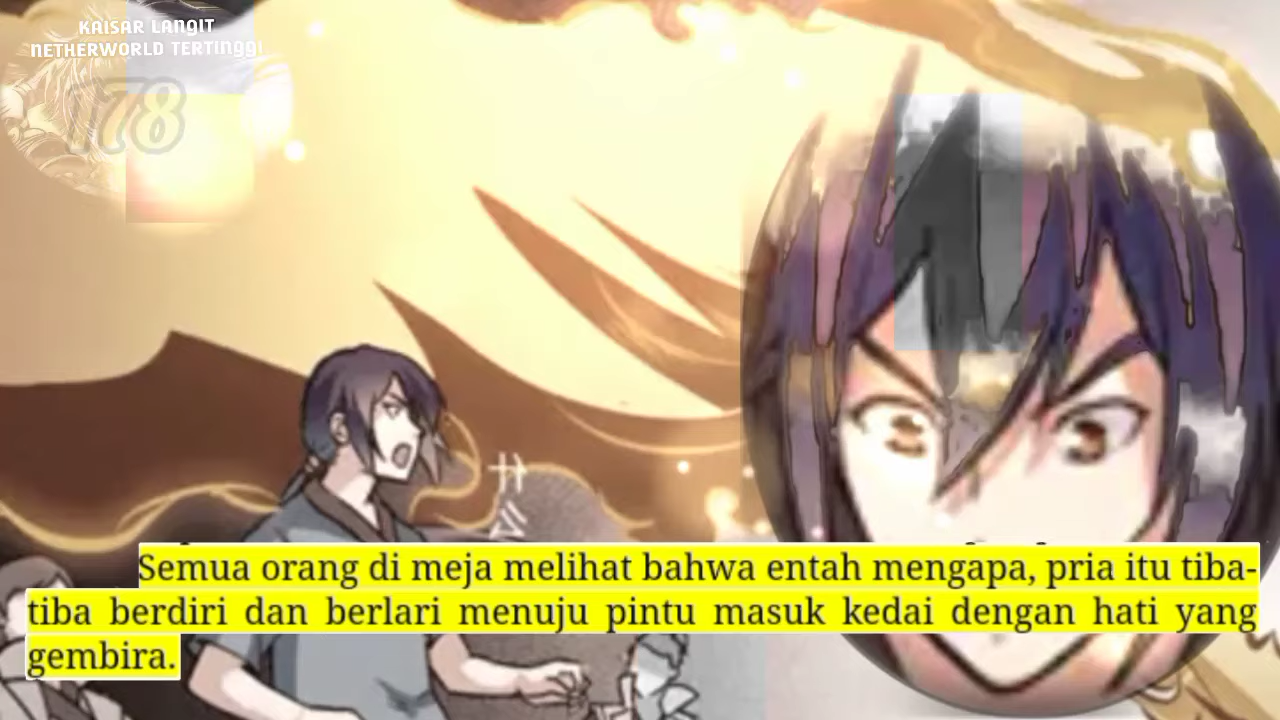 KAISAR LANGIT
NETHERWORLD TERTINGGI
178
Semua orang di meja melihat bahwa entah mengapa, pria itu tiba-
tiba berdiri dan berlari menuju pintu masuk kedai dengan hati yang
gembira.